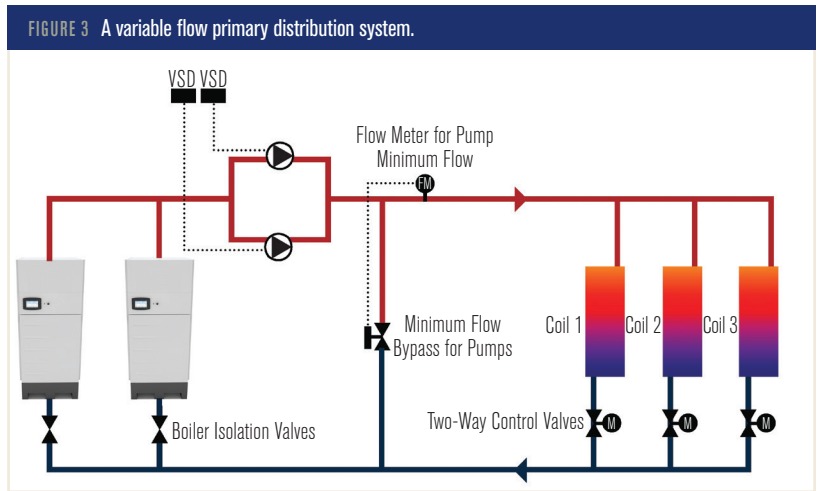 FIGURE 3 A variable flow primary distribution system.
VSD VSD
Flow Meter for Pump
Minimum Flow
FM
Minimum Flow
Bypass for Pumps
Coil 1
Coil 2
Coil 3
Boiler Isolation Valves
Two-Way Control Valves
M
M
M